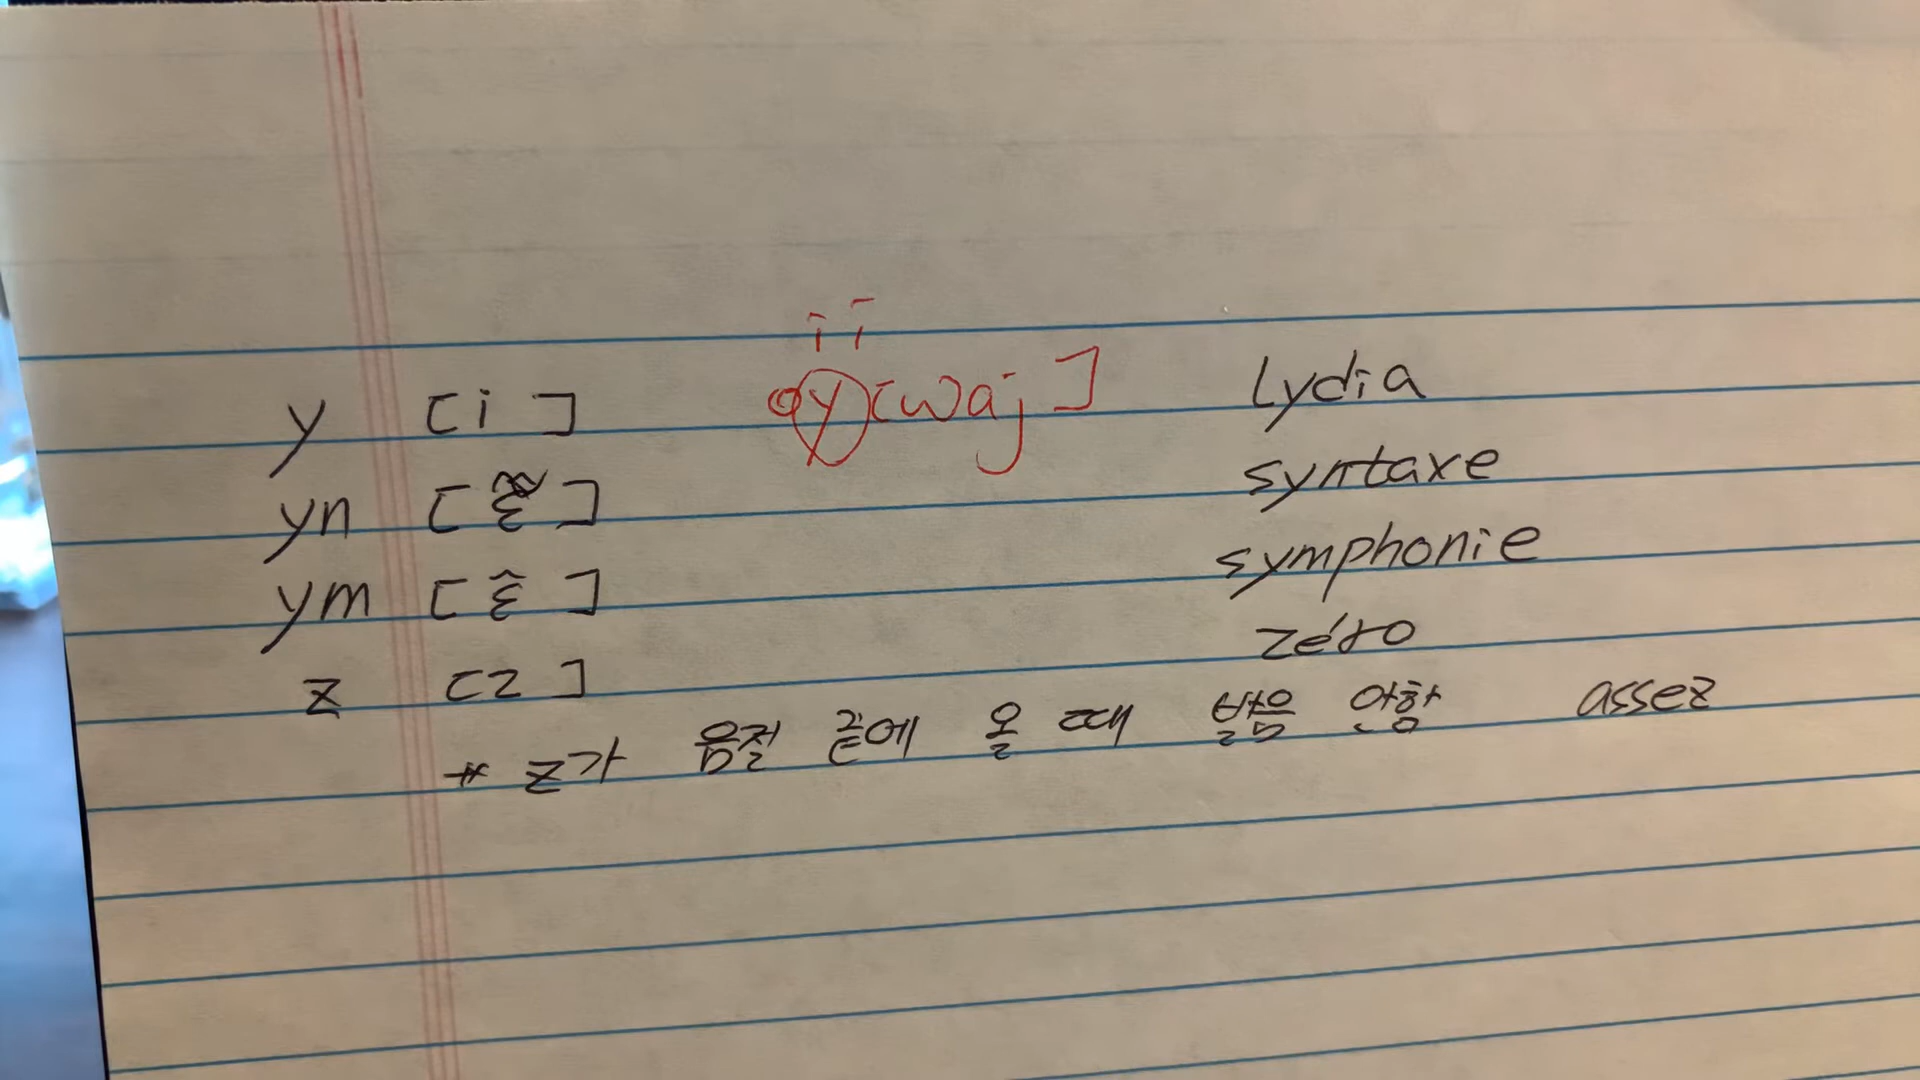 i i
y [i] oy [waj] Lydia
yn [ɛ̃] syntaxe
ym [ɛ̃] symphonie
z [z] zéro
* z가 음절 끝에 올 때 발음 안함 assez